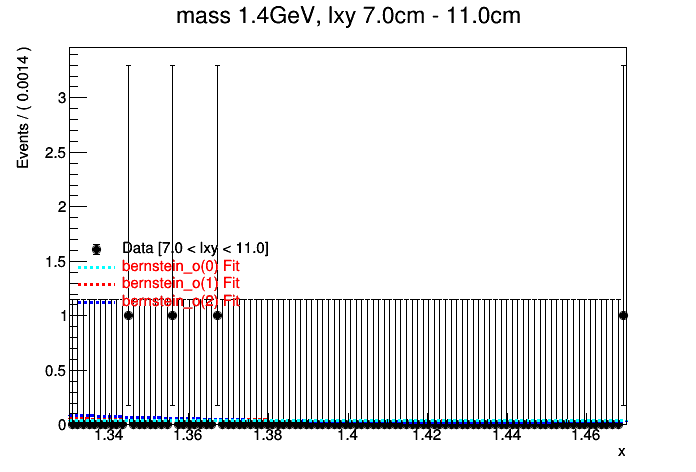 mass 1.4GeV, lxy 7.0cm - 11.0cm
Events / ( 0.0014 )
3
2.5
2
1.5
1
0.5
0
Data [7.0 < lxy < 11.0]
bernstein_o(0) Fit
bernstein_o(1) Fit
bernstein_o(2) Fit
1.34 1.36 1.38 1.4 1.42 1.44 1.46
x